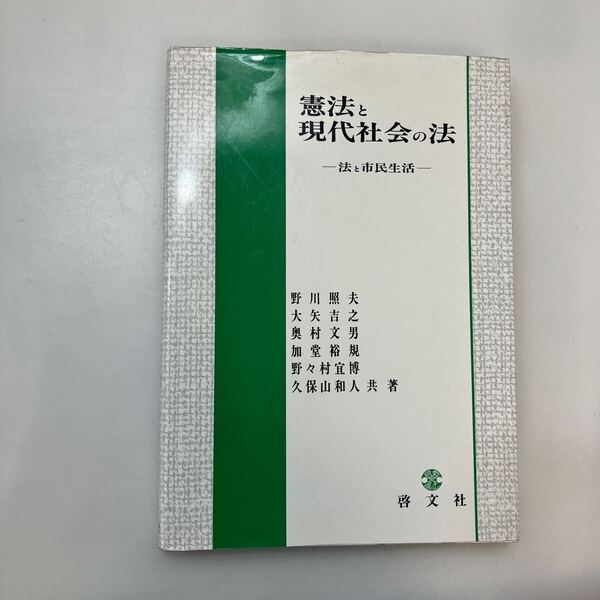 憲法と
現代社会の法
―法と市民生活―
野川照夫
大矢吉之
奥村文男
加堂裕規
野々村宜博
久保山和人共著
啓文社